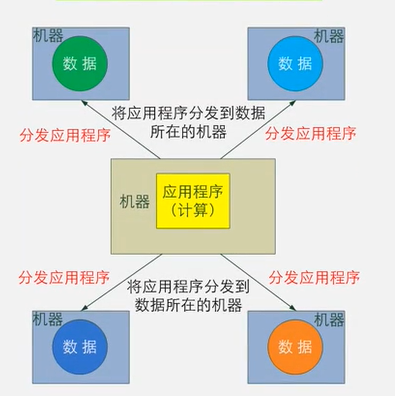 机器
数据
机器
数据
将应用程序分发到数据
所在的机器
分发应用程序
分发应用程序
机器
应用程序
（计算）
分发应用程序
将应用程序分发到
数据所在的机器
分发应用程序
机器
数据
机器
数据